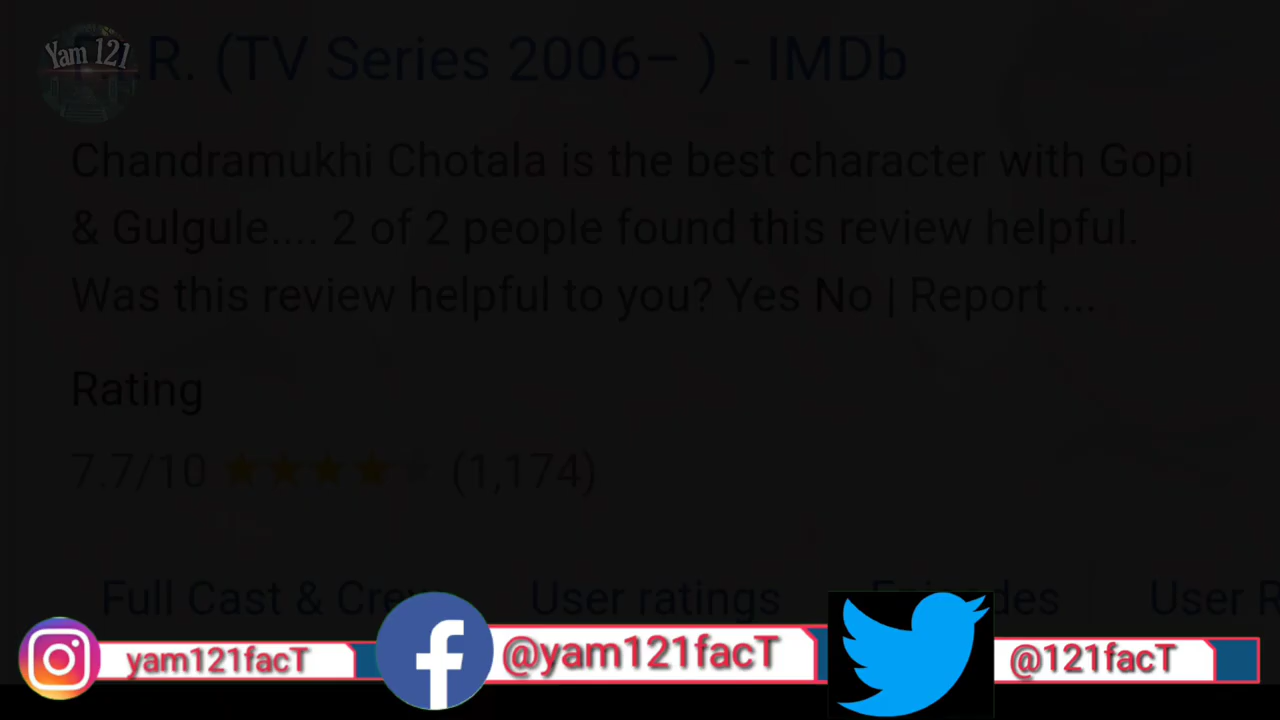 Yam 121
R. (TV Series 2006– ) - IMDb
Chandramukhi Chotala is the best character with Gopi
& Gulgule.... 2 of 2 people found this review helpful.
Was this review helpful to you? Yes No | Report ...
Rating
7.7/10 (1,174)
Full Cast & Crew User ratings Episodes User R
yam121facT @yam121facT @121facT